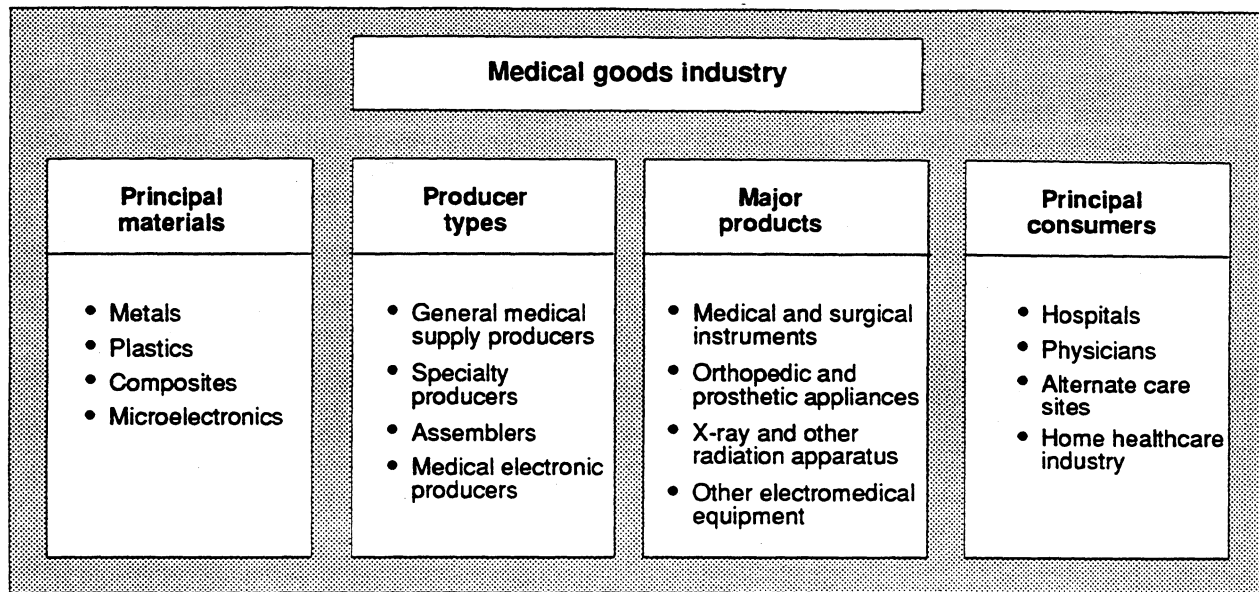 Medical goods industry
Principal
materials
• Metals
• Plastics
• Composites
• Microelectronics
Producer
types
• General medical
supply producers
• Specialty
producers
• Assemblers
• Medical electronic
producers
Major
products
• Medical and surgical
instruments
• Orthopedic and
prosthetic appliances
• X-ray and other
radiation apparatus
• Other electromedical
equipment
Principal
consumers
• Hospitals
• Physicians
• Alternate care
sites
• Home healthcare
industry